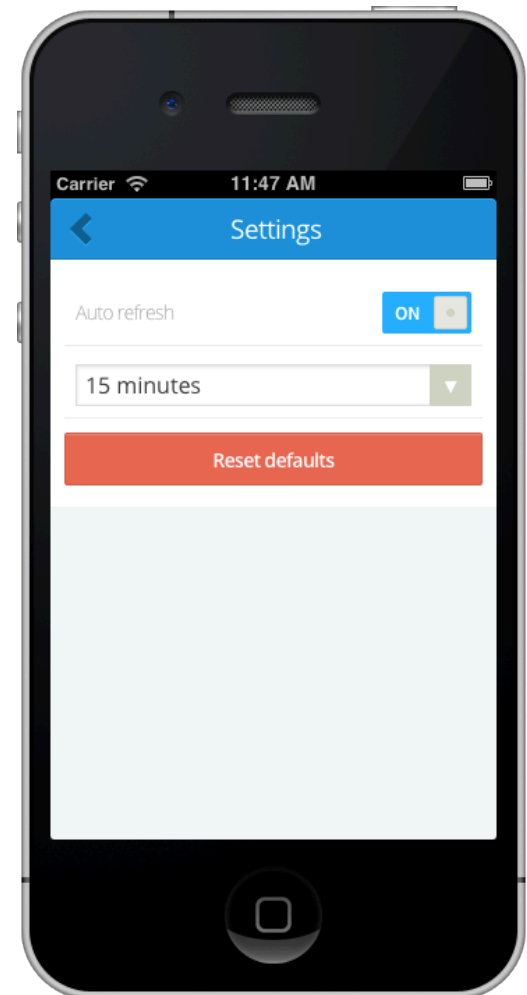 Carrier 11:47 AM
Settings
Auto refresh ON
15 minutes
Reset defaults